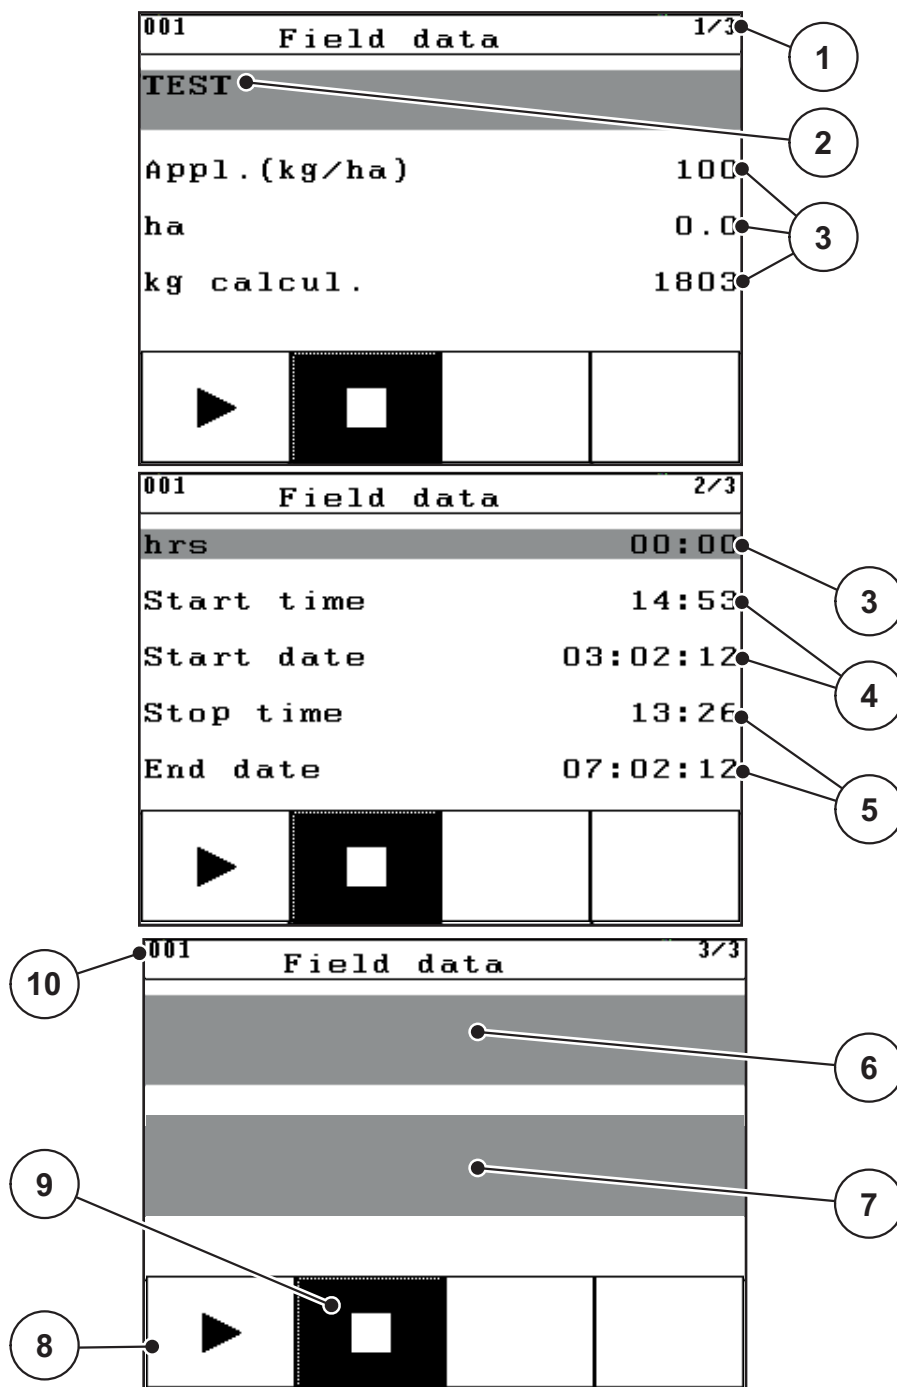 001 Field data 1/3
1
TEST
2
Appl.(kg/ha) 100
ha 0.0
3
kg calcul. 1803
001 Field data 2/3
hrs 00:00
3
Start time 14:53
Start date 03:02:12
4
Stop time 13:26
End date 07:02:12
5
001 Field data 3/3
10
6
9
7
8